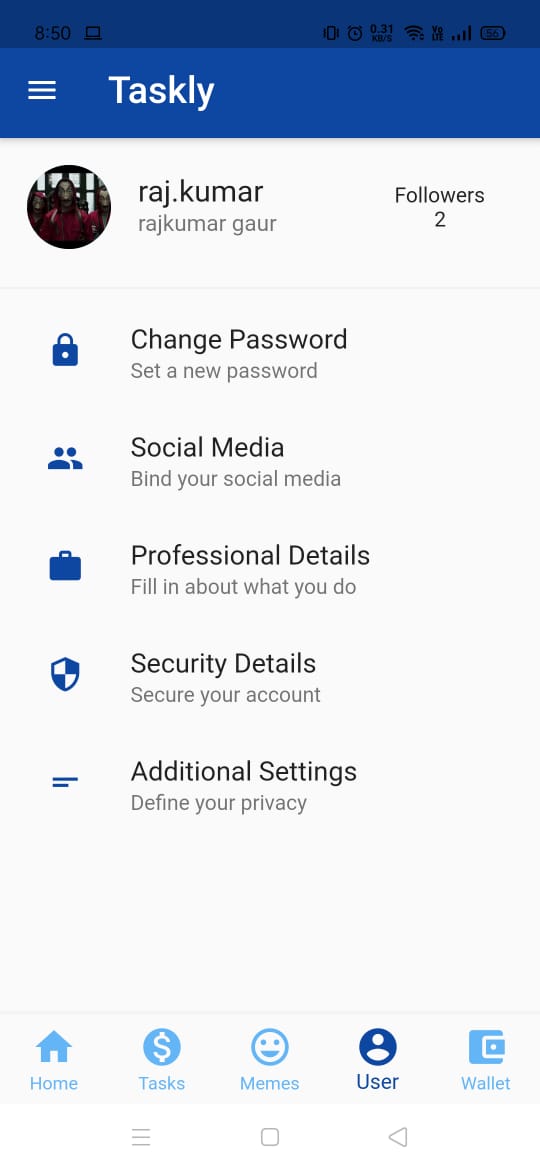 8:50 0.31 KB/S Vo LTE 56
Taskly
raj.kumar
rajkumar gaur
Followers
2
Change Password
Set a new password
Social Media
Bind your social media
Professional Details
Fill in about what you do
Security Details
Secure your account
Additional Settings
Define your privacy
Home Tasks Memes User Wallet